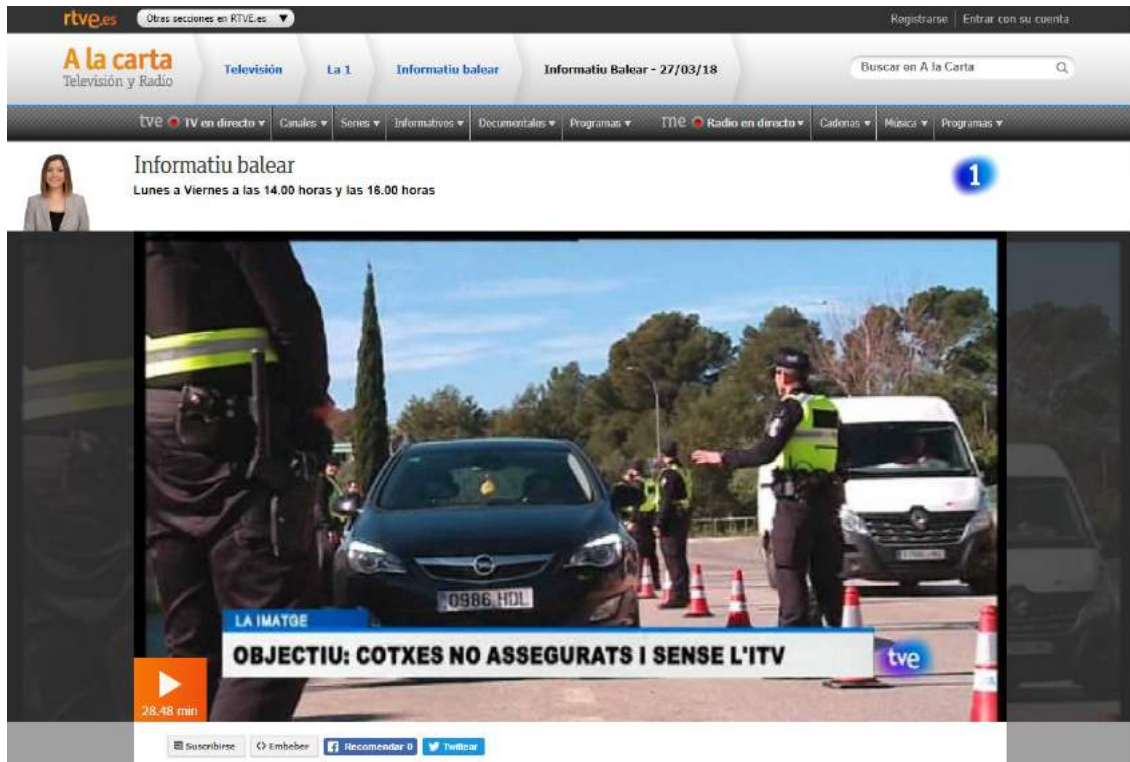 rtve.es Otras secciones en RTVE.es ▼ Registrarse Entrar con su cuenta
A la carta
Televisión y Radio
Televisión La 1 Informatiu balear Informatiu Balear - 27/03/18 Buscar en A la Carta
tve TV en directo ▾ Canales ▾ Series ▾ Informativos ▾ Documentales ▾ Programas ▾ rne Radio en directo ▾ Cadenas ▾ Música ▾ Programas ▾
Informatiu balear
Lunes a Viernes a las 14.00 horas y las 16.00 horas
1
0986 HDL
LA IMATGE
OBJECTIU: COTXES NO ASSEGURATS I SENSE L'ITV
tve
28.48 min
Suscribirse Embeber Recomendar 0 Twittear